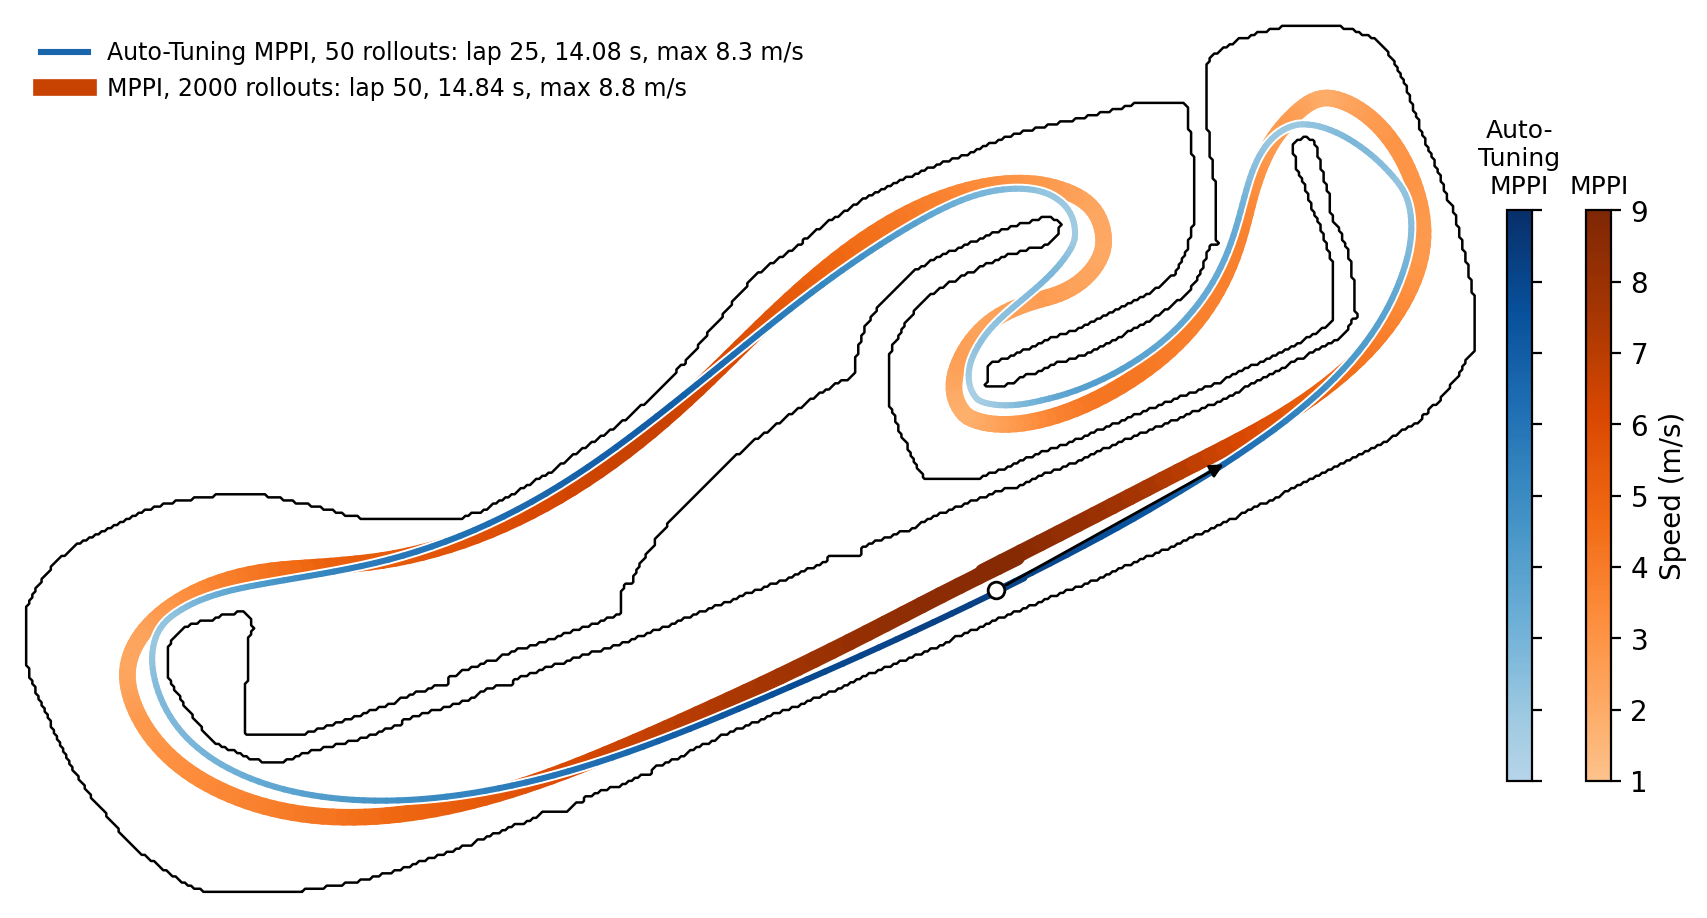 Auto-Tuning MPPI, 50 rollouts: lap 25, 14.08 s, max 8.3 m/s
MPPI, 2000 rollouts: lap 50, 14.84 s, max 8.8 m/s
Auto-
Tuning
MPPI
MPPI
9
8
7
6
5
4
3
2
1
Speed (m/s)